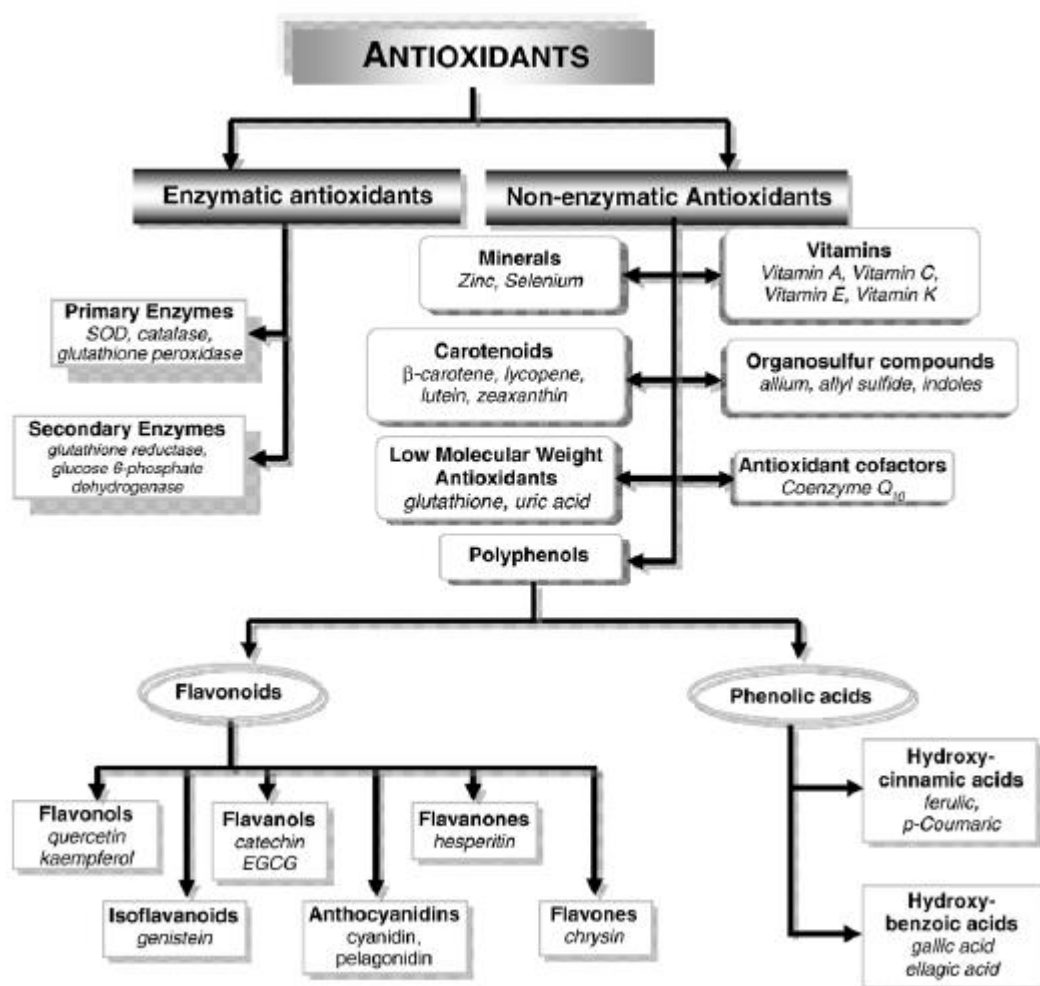 ANTIOXIDANTS
Enzymatic antioxidants
Non-enzymatic Antioxidants
Primary Enzymes
SOD, catalase,
glutathione peroxidase
Secondary Enzymes
glutathione reductase,
glucose 6-phosphate
dehydrogenase
Minerals
Zinc, Selenium
Vitamins
Vitamin A, Vitamin C,
Vitamin E, Vitamin K
Carotenoids
β-carotene, lycopene,
lutein, zeaxanthin
Organosulfur compounds
allium, allyl sulfide, indoles
Low Molecular Weight
Antioxidants
glutathione, uric acid
Antioxidant cofactors
Coenzyme Q10
Polyphenols
Flavonoids
Phenolic acids
Flavonols
quercetin
kaempferol
Flavanols
catechin
EGCG
Flavanones
hesperitin
Isoflavanoids
genistein
Anthocyanidins
cyanidin,
pelagonidin
Flavones
chrysin
Hydroxy-
cinnamic acids
ferulic,
p-Coumaric
Hydroxy-
benzoic acids
gallic acid
ellagic acid